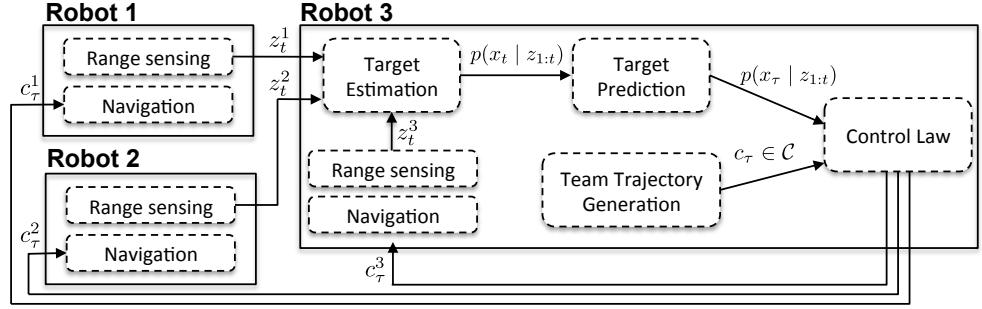 Robot 1
Range sensing
Navigation
c_τ^1
Robot 2
Range sensing
Navigation
c_τ^2
Robot 3
z_t^1
z_t^2
Target
Estimation
z_t^3
Range sensing
Navigation
c_τ^3
p(x_t | z_{1:t})
Target
Prediction
p(x_τ | z_{1:t})
Team Trajectory
Generation
c_τ ∈ 𝒞
Control Law